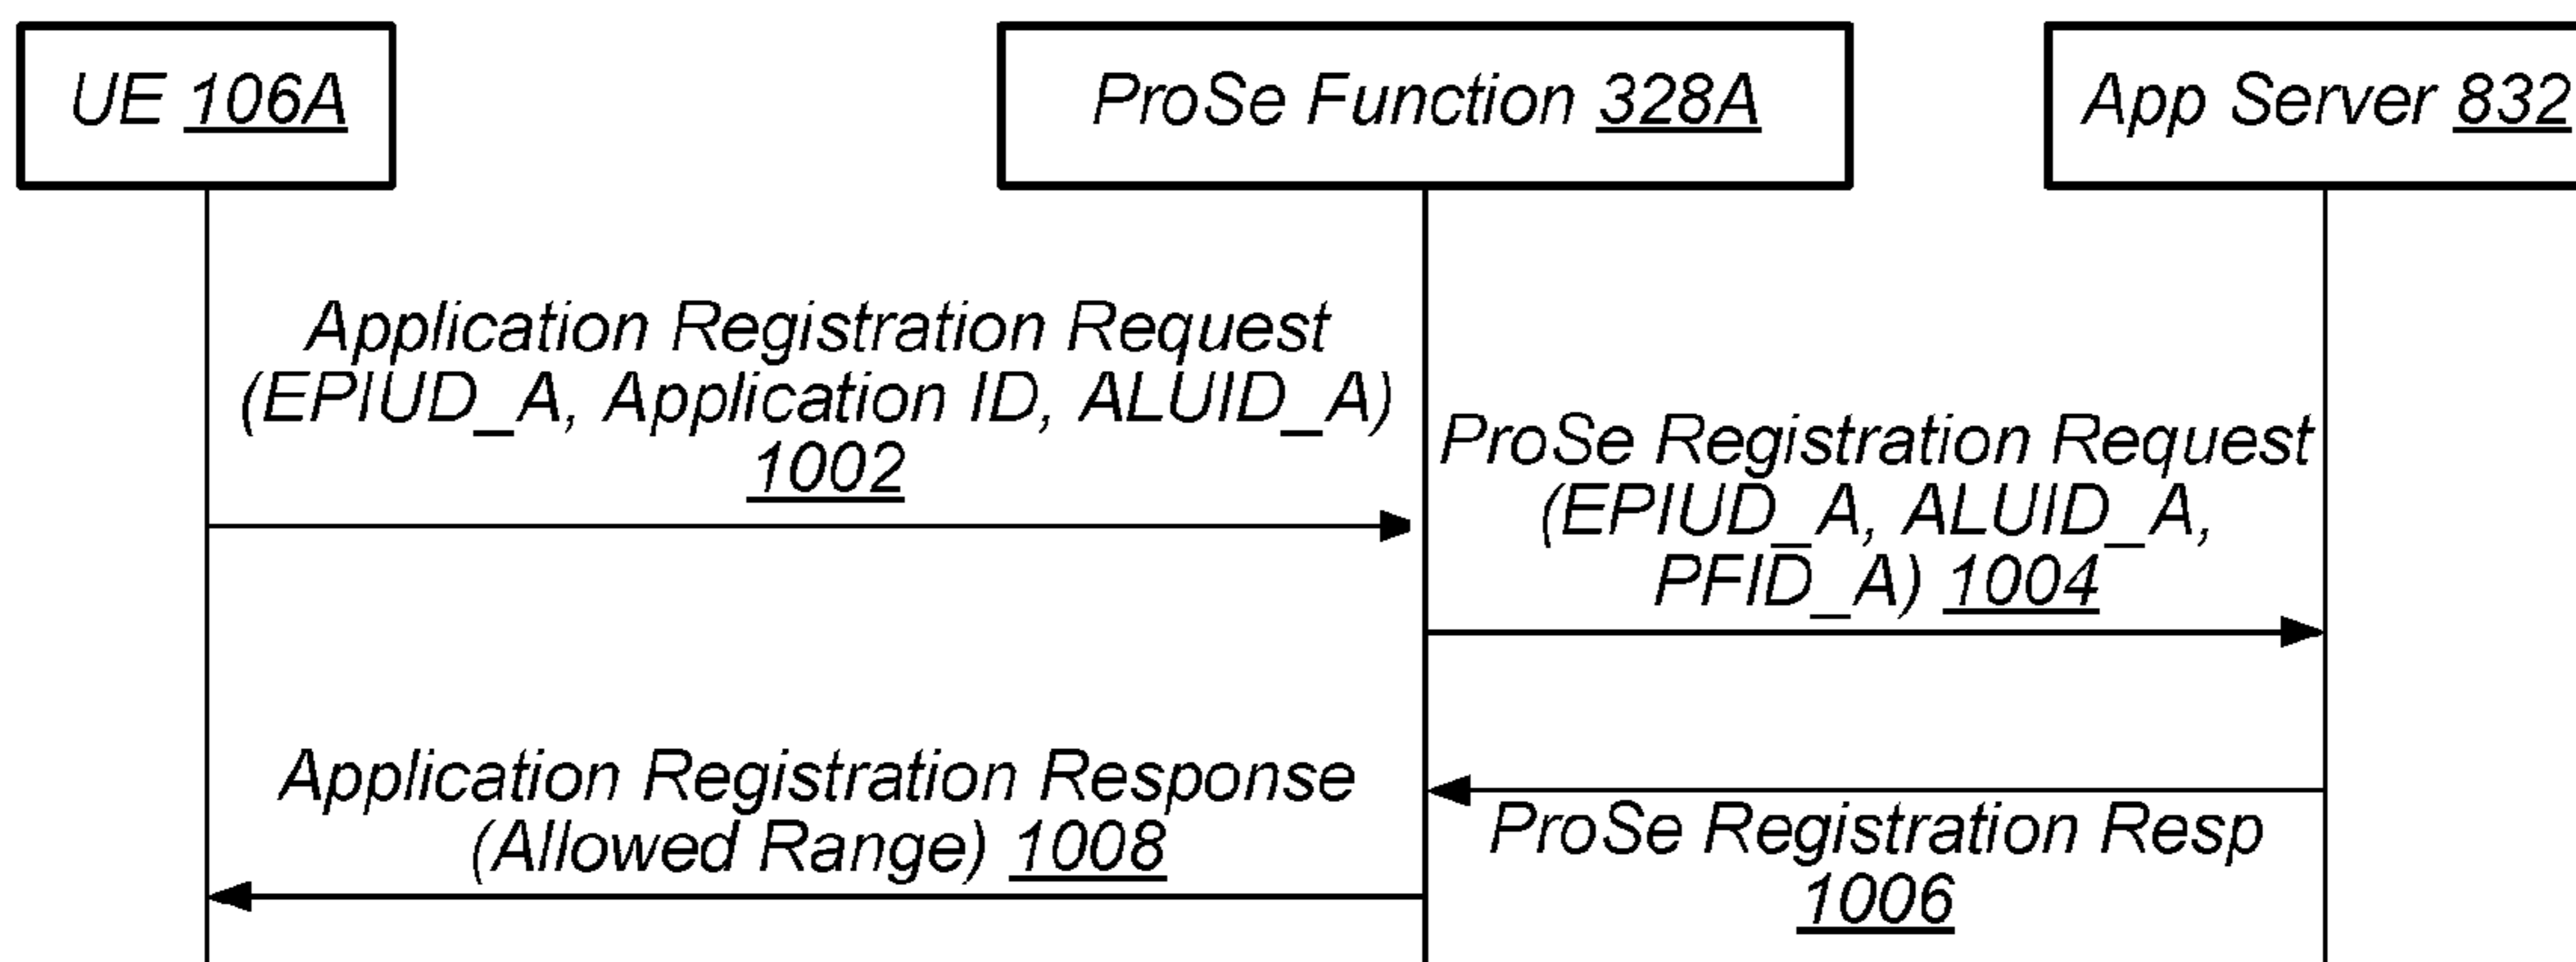 UE 106A
ProSe Function 328A
App Server 832
Application Registration Request
(EPIUD_A, Application ID, ALUID_A)
1002
ProSe Registration Request
(EPIUD_A, ALUID_A,
PFID_A) 1004
Application Registration Response
(Allowed Range) 1008
ProSe Registration Resp
1006